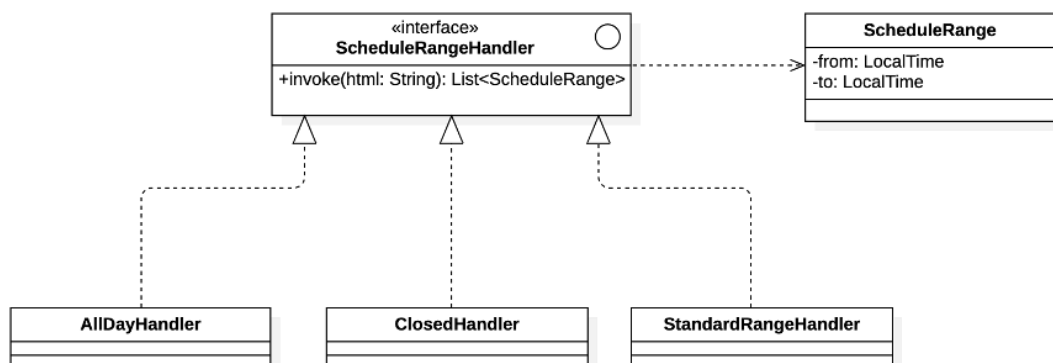 «interface»
ScheduleRangeHandler
+invoke(html: String): List<ScheduleRange>
ScheduleRange
-from: LocalTime
-to: LocalTime
AllDayHandler
ClosedHandler
StandardRangeHandler